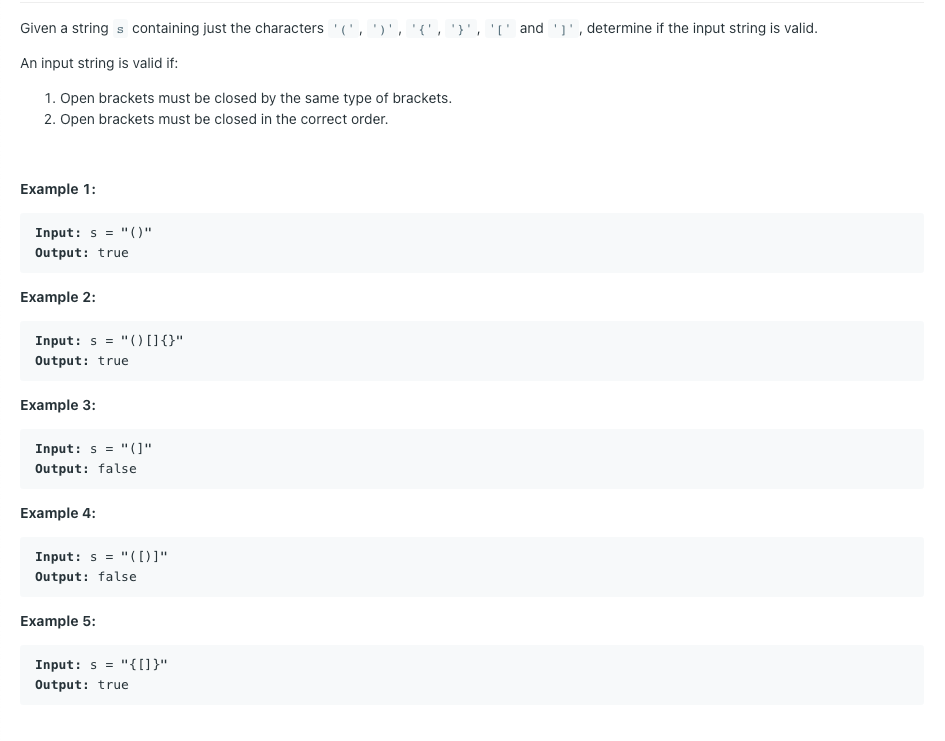 Given a string s containing just the characters '(', ')', '{', '}', '[' and ']', determine if the input string is valid.
An input string is valid if:
1. Open brackets must be closed by the same type of brackets.
2. Open brackets must be closed in the correct order.
Example 1:
Input: s = "()"
Output: true
Example 2:
Input: s = "()[]{}"
Output: true
Example 3:
Input: s = "(]"
Output: false
Example 4:
Input: s = "([)]"
Output: false
Example 5:
Input: s = "{[]}"
Output: true